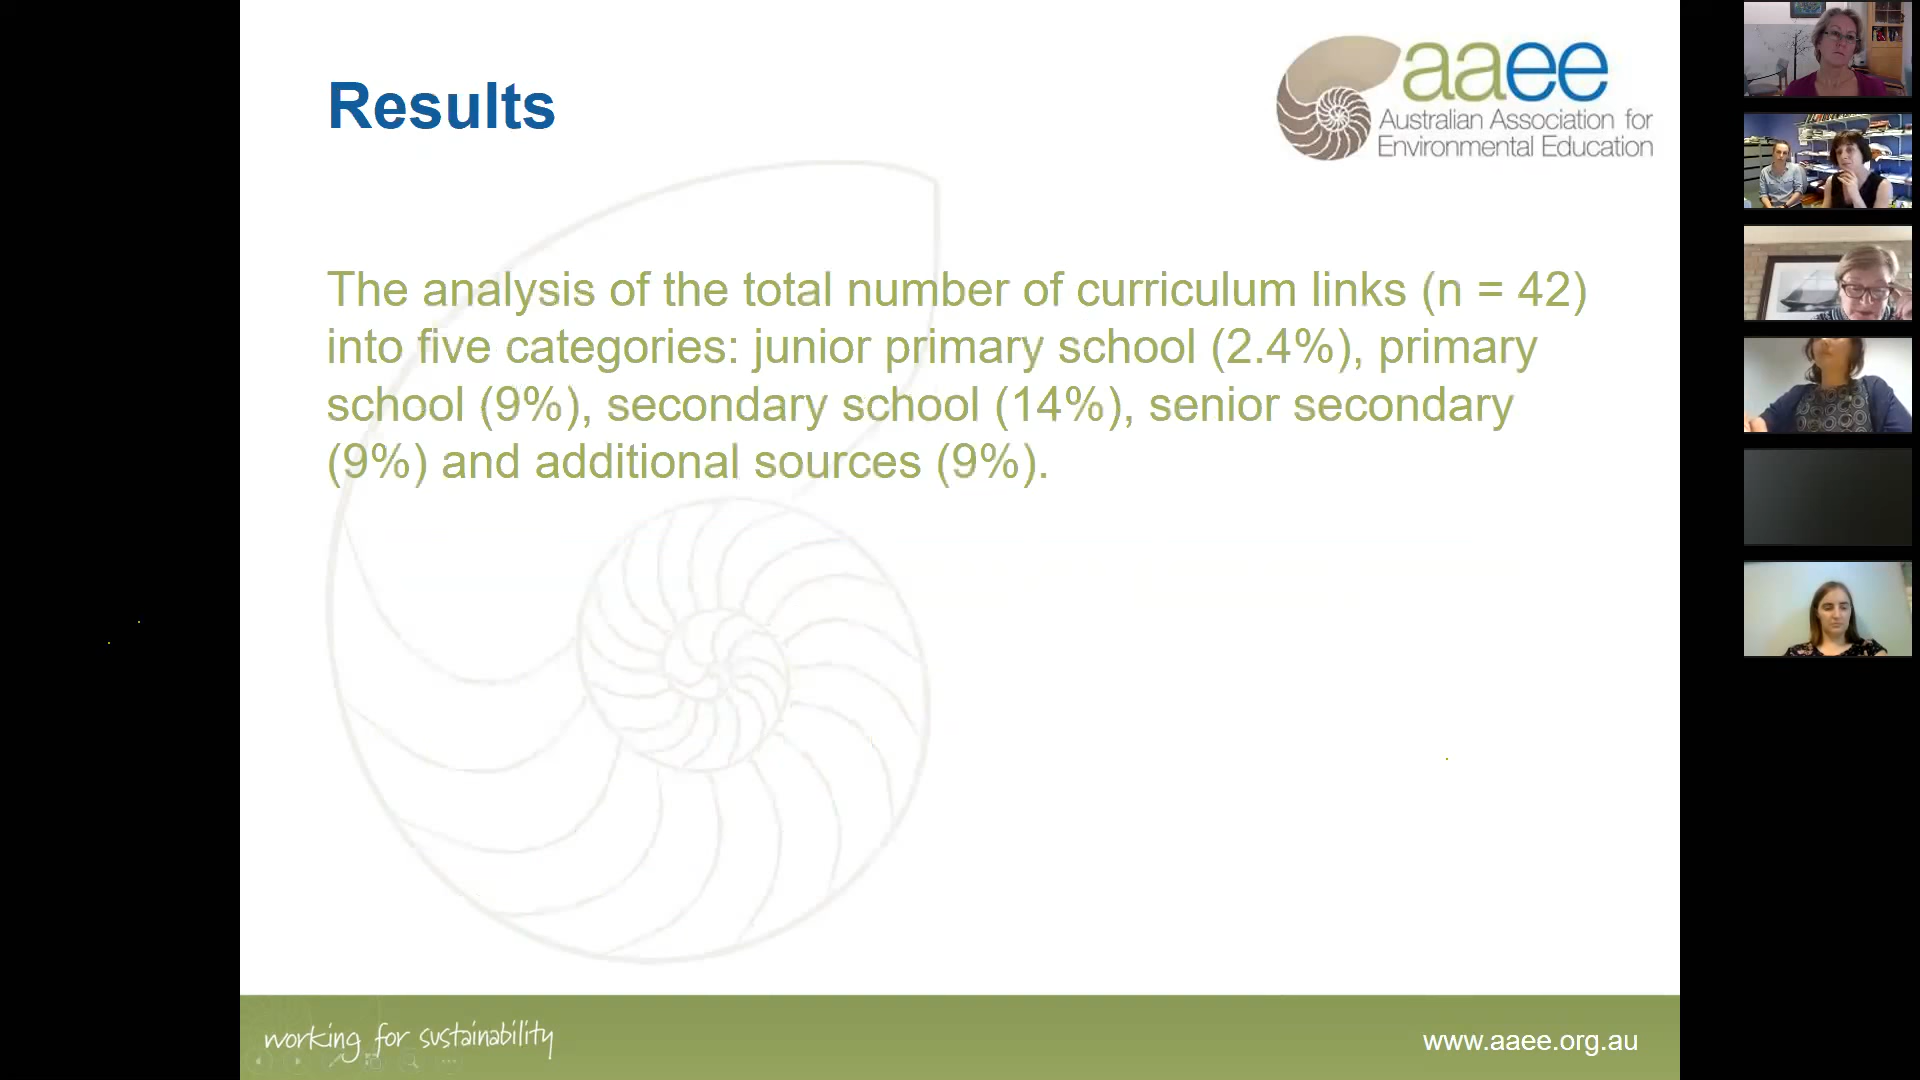 Results
aaee
Australian Association for
Environmental Education
The analysis of the total number of curriculum links (n = 42)
into five categories: junior primary school (2.4%), primary
school (9%), secondary school (14%), senior secondary
(9%) and additional sources (9%).
working for sustainability
www.aaee.org.au